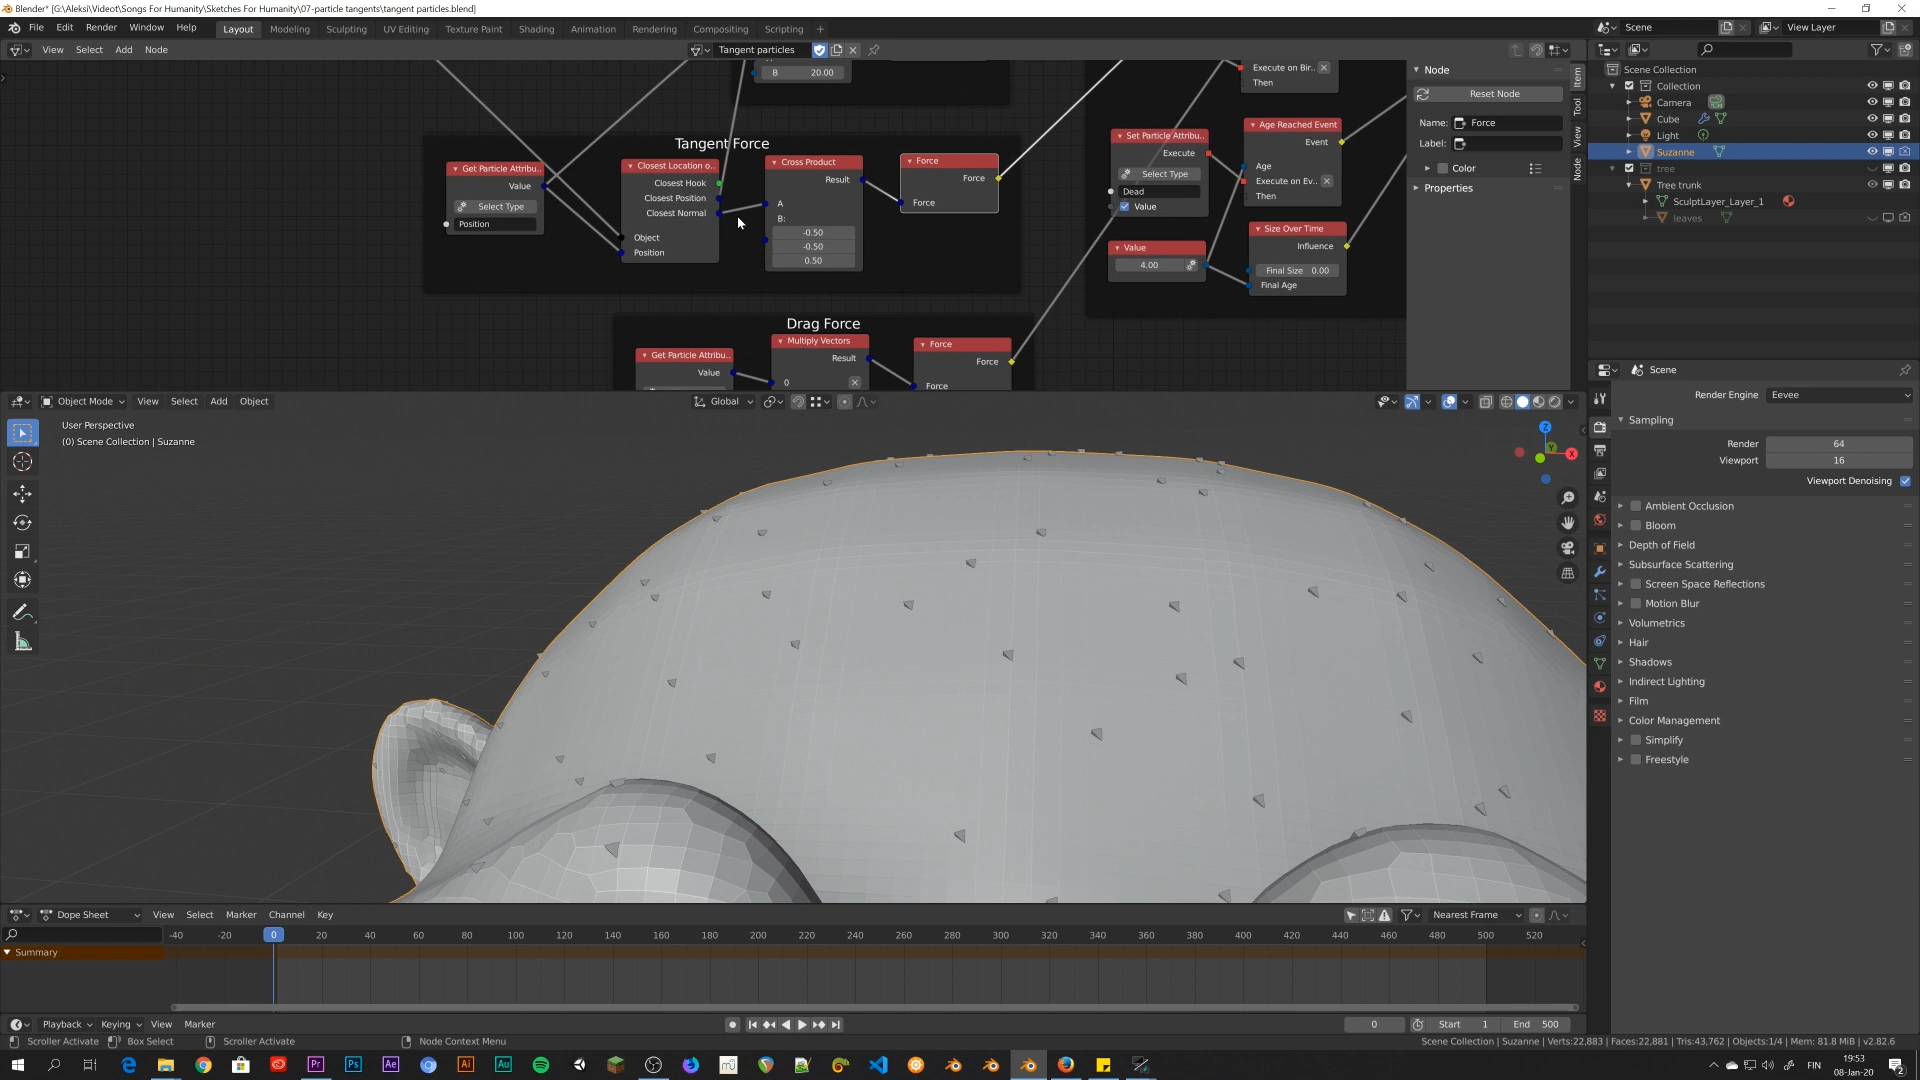 Blender* [G:\Aleksi\Videot\Songs For Humanity\Sketches For Humanity\07-particle tangents\tangent particles.blend]
File Edit Render Window Help Layout Modeling Sculpting UV Editing Texture Paint Shading Animation Rendering Compositing Scripting + Scene View Layer
View Select Add Node Tangent particles
B 20.00
Execute on Bir..
Then
Tangent Force
Get Particle Attribu..
Value
Select Type
Position
Closest Location o..
Closest Hook
Closest Position
Closest Normal
Object
Position
Cross Product
Result
A
B:
-0.50
-0.50
0.50
Force
Force
Force
Set Particle Attribu..
Execute
Select Type
Dead
Value
Age Reached Event
Event
Age
Execute on Ev..
Then
Value
4.00
Size Over Time
Influence
Final Size 0.00
Final Age
Drag Force
Get Particle Attribu..
Value
Multiply Vectors
Result
0
Force
Force
Force
Node
Reset Node
Name: Force
Label:
Color
Properties
Item
Tool
View
Node
Scene Collection
Collection
Camera
Cube
Light
Suzanne
tree
Tree trunk
SculptLayer_Layer_1
leaves
Object Mode View Select Add Object Global
User Perspective
(0) Scene Collection | Suzanne
Z
Y
X
Scene
Render Engine Eevee
Sampling
Render 64
Viewport 16
Viewport Denoising
Ambient Occlusion
Bloom
Depth of Field
Subsurface Scattering
Screen Space Reflections
Motion Blur
Volumetrics
Hair
Shadows
Indirect Lighting
Film
Color Management
Simplify
Freestyle
Dope Sheet View Select Marker Channel Key Nearest Frame
-40 -20 0 20 40 60 80 100 120 140 160 180 200 220 240 260 280 300 320 340 360 380 400 420 440 460 480 500 520
Summary
Playback Keying View Marker 0 Start 1 End 500
Scroller Activate Box Select Scroller Activate Node Context Menu Scene Collection | Suzanne | Verts:22,883 | Faces:22,881 | Tris:43,762 | Objects:1/4 | Mem: 81.8 MiB | v2.82.6
Pr Ps Ae Ai Au FIN
19:53
08-Jan-20
2